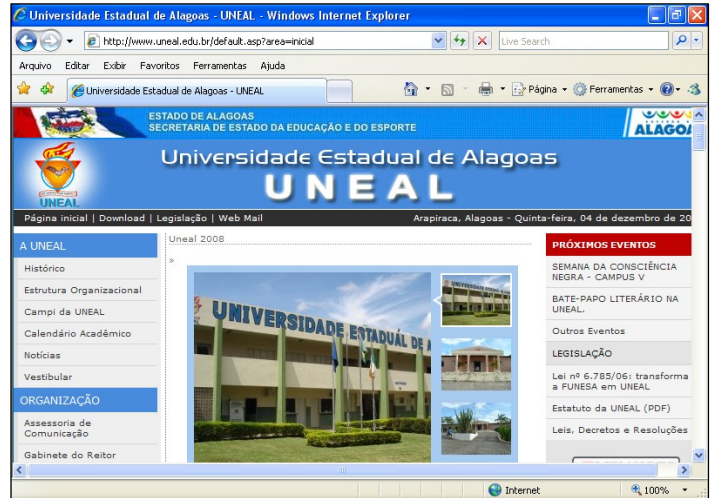 Universidade Estadual de Alagoas - UNEAL - Windows Internet Explorer
http://www.uneal.edu.br/default.asp?area=inicial
Live Search
Arquivo Editar Exibir Favoritos Ferramentas Ajuda
Universidade Estadual de Alagoas - UNEAL
Página Ferramentas
ESTADO DE ALAGOAS
SECRETARIA DE ESTADO DA EDUCAÇÃO E DO ESPORTE
ALAGOA
Universidade Estadual de Alagoas
UNEAL
UNEAL
Página inicial | Download | Legislação | Web Mail
Arapiraca, Alagoas - Quinta-feira, 04 de dezembro de 20
A UNEAL
Histórico
Estrutura Organizacional
Campi da UNEAL
Calendário Acadêmico
Notícias
Vestibular
ORGANIZAÇÃO
Assessoria de
Comunicação
Gabinete do Reitor
Uneal 2008
»
UNIVERSIDADE ESTADUAL DE A
PRÓXIMOS EVENTOS
SEMANA DA CONSCIÊNCIA
NEGRA - CAMPUS V
BATE-PAPO LITERÁRIO NA
UNEAL.
Outros Eventos
LEGISLAÇÃO
Lei nº 6.785/06: transforma
a FUNESA em UNEAL
Estatuto da UNEAL (PDF)
Leis, Decretos e Resoluções
Internet
100%